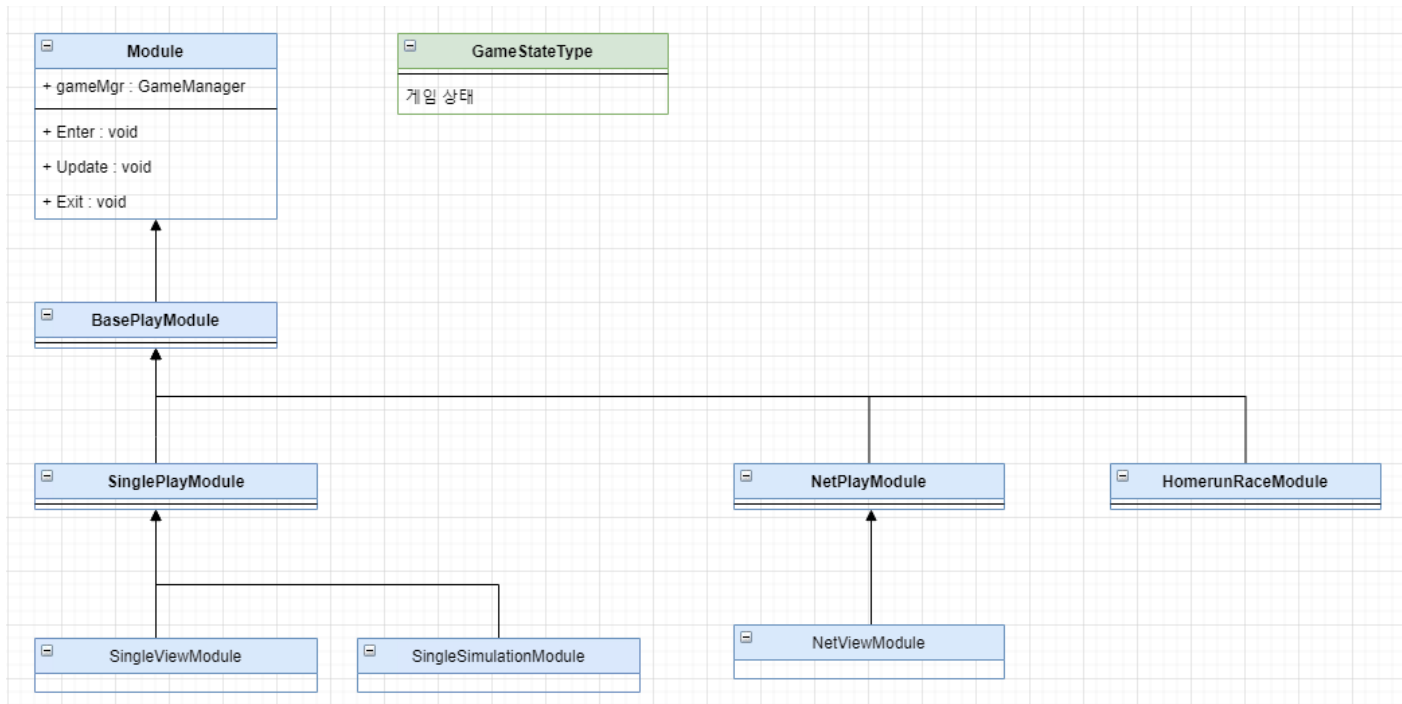 Module
+ gameMgr : GameManager
+ Enter : void
+ Update : void
+ Exit : void
GameStateType
게임 상태
BasePlayModule
SinglePlayModule
NetPlayModule
HomerunRaceModule
SingleViewModule
SingleSimulationModule
NetViewModule